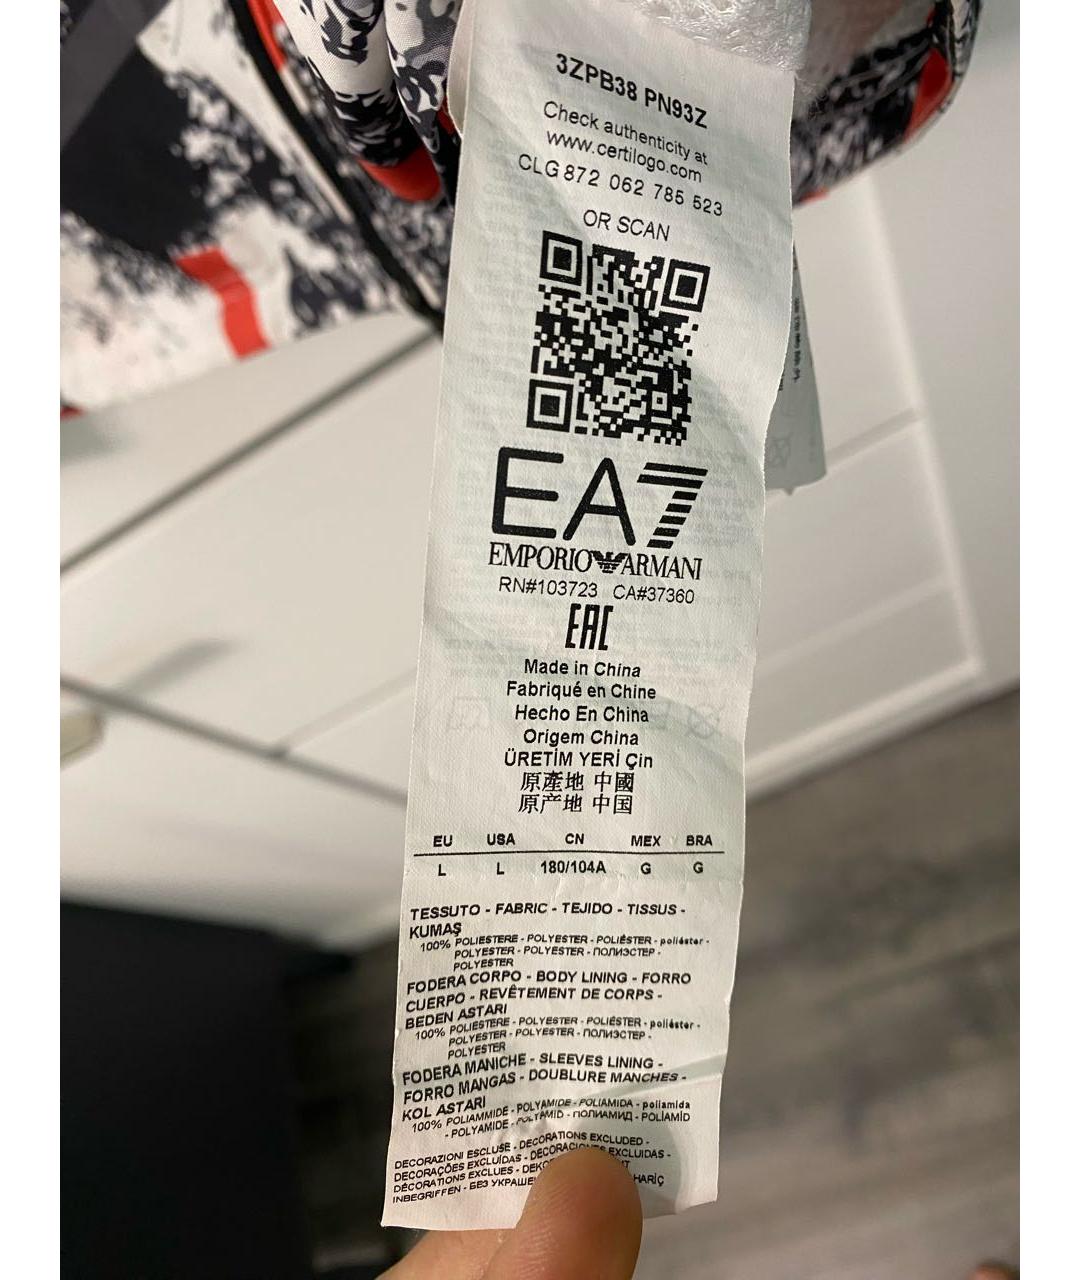 3ZPB38 PN93Z
Check authenticity at
www.certilogo.com
CLG 872 062 785 523
OR SCAN
EA7
EMPORIO ARMANI
RN#103723 CA#37360
EAC
Made in China
Fabriqué en Chine
Hecho En China
Origem China
ÜRETİM YERİ Çin
原產地 中國
原产地 中国
EU USA CN MEX BRA
L L 180/104A G G
TESSUTO - FABRIC - TEJIDO - TISSUS -
KUMAŞ
100% POLIESTERE - POLYESTER - POLIÉSTER - poliéster -
POLYESTER - POLYESTER - ПОЛИЭСТЕР -
POLYESTER
FODERA CORPO - BODY LINING - FORRO
CUERPO - REVÊTEMENT DE CORPS -
BEDEN ASTARI
100% POLIESTERE - POLYESTER - POLIÉSTER - poliéster -
POLYESTER - POLYESTER - ПОЛИЭСТЕР -
POLYESTER
FODERA MANICHE - SLEEVES LINING -
FORRO MANGAS - DOUBLURE MANCHES -
KOL ASTARI
100% POLIAMMIDE - POLYAMIDE - POLIAMIDA - poliamida
- POLYAMIDE - POLYAMID - ПОЛИАМИД - POLİAMİD
DECORAZIONI ESCLUSE - DECORATIONS EXCLUDED -
DECORAÇÕES EXCLUÍDAS - EXCLUIDAS -
DÉCORATIONS EXCLUES -
INBEGRIFFEN - БЕЗ HARİÇ